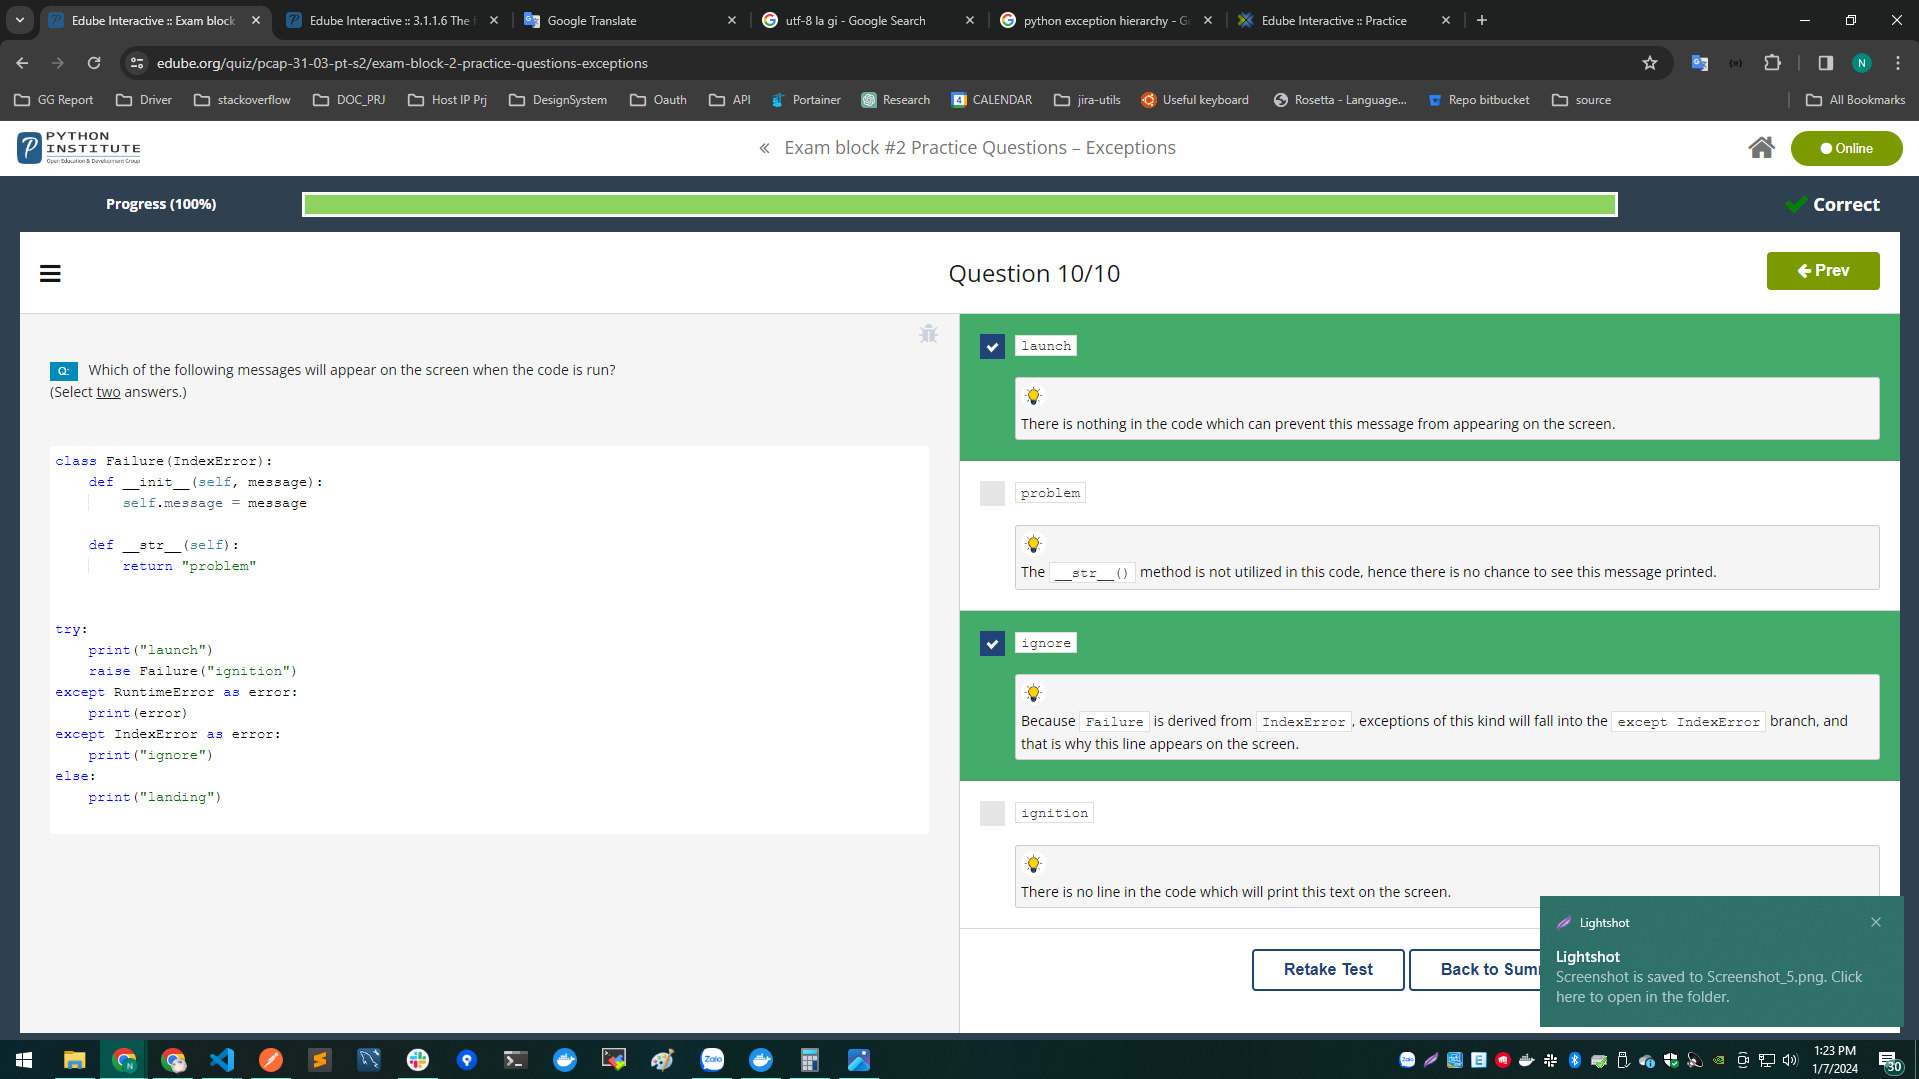 Edube Interactive :: Exam block
Edube Interactive :: 3.1.1.6 The f
Google Translate
utf-8 la gi - Google Search
python exception hierarchy - G
Edube Interactive :: Practice
edube.org/quiz/pcap-31-03-pt-s2/exam-block-2-practice-questions-exceptions
N
GG Report
Driver
stackoverflow
DOC_PRJ
Host IP Prj
DesignSystem
Oauth
API
Portainer
Research
CALENDAR
jira-utils
Useful keyboard
Rosetta - Language...
Repo bitbucket
source
All Bookmarks
PYTHON
INSTITUTE
Open Education & Development Group
« Exam block #2 Practice Questions – Exceptions
Online
Progress (100%)
Correct
Question 10/10
Prev
Q: Which of the following messages will appear on the screen when the code is run?
(Select two answers.)
class Failure(IndexError):
    def __init__(self, message):
        self.message = message
    def __str__(self):
        return "problem"
try:
    print("launch")
    raise Failure("ignition")
except RuntimeError as error:
    print(error)
except IndexError as error:
    print("ignore")
else:
    print("landing")
launch
There is nothing in the code which can prevent this message from appearing on the screen.
problem
The __str__() method is not utilized in this code, hence there is no chance to see this message printed.
ignore
Because Failure is derived from IndexError, exceptions of this kind will fall into the except IndexError branch, and
that is why this line appears on the screen.
ignition
There is no line in the code which will print this text on the screen.
Retake Test
Back to Sum
Lightshot
Lightshot
Screenshot is saved to Screenshot_5.png. Click
here to open in the folder.
Zalo
1:23 PM
1/7/2024
30